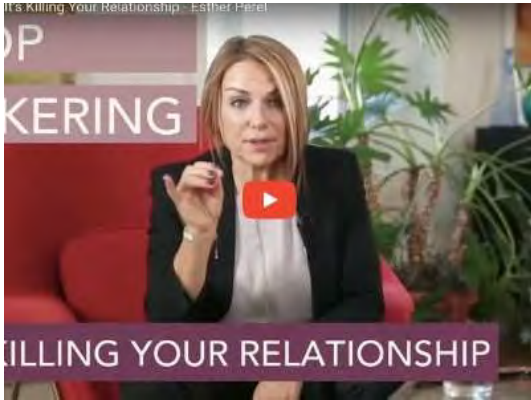 It's Killing Your Relationship - Esther Perel
OP
KERING
KILLING YOUR RELATIONSHIP